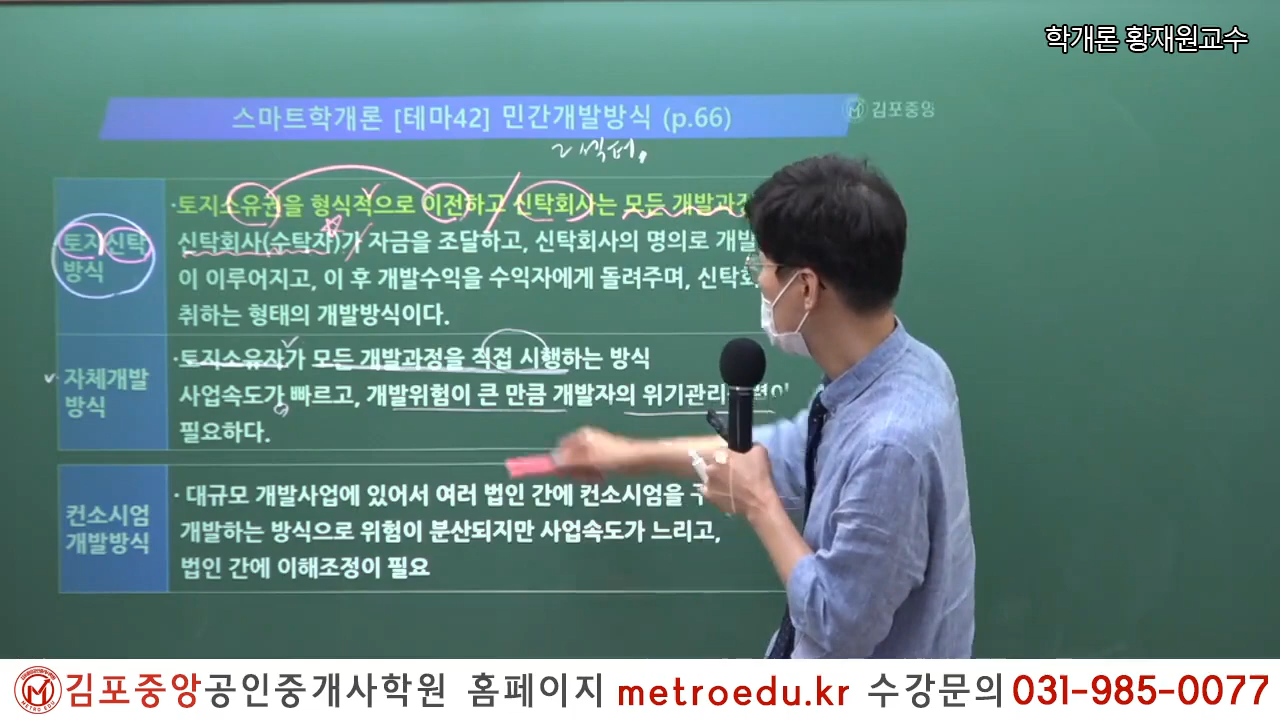 학개론 황재원교수
스마트학개론 [테마42] 민간개발방식 (p.66)
김포중앙
2섹터,
토지신탁
방식
·토지소유권을 형식적으로 이전하고 신탁회사는 모든 개발과정
신탁회사(수탁자)가 자금을 조달하고, 신탁회사의 명의로 개발
이 이루어지고, 이 후 개발수익을 수익자에게 돌려주며,
취하는 형태의 개발방식이다.
자체개발
방식
·토지소유자가 모든 개발과정을 직접 시행하는 방식
사업속도가 빠르고, 개발위험이 큰 만큼 개발자의 위기관리
필요하다.
컨소시엄
개발방식
· 대규모 개발사업에 있어서 여러 법인 간에 컨소시엄을
개발하는 방식으로 위험이 분산되지만 사업속도가 느리고,
법인 간에 이해조정이 필요
METRO EDU
김포중앙공인중개사학원 홈페이지 metroedu.kr 수강문의 031-985-0077